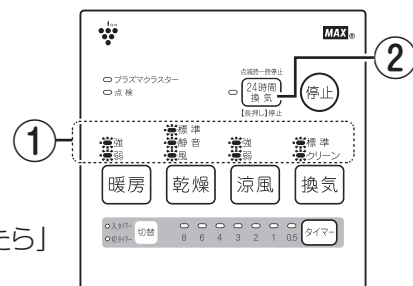 ion
MAX®
②
プラズマクラスター
点検
点滅時一時停止
24時間
換気
【長押し】停止
停止
①
強
弱
標準
静音
風
強
弱
標準
クリーン
暖房
乾燥
涼風
換気
入タイマー
切タイマー
切替
8 6 4 3 2 1 0.5
タイマー
たら」